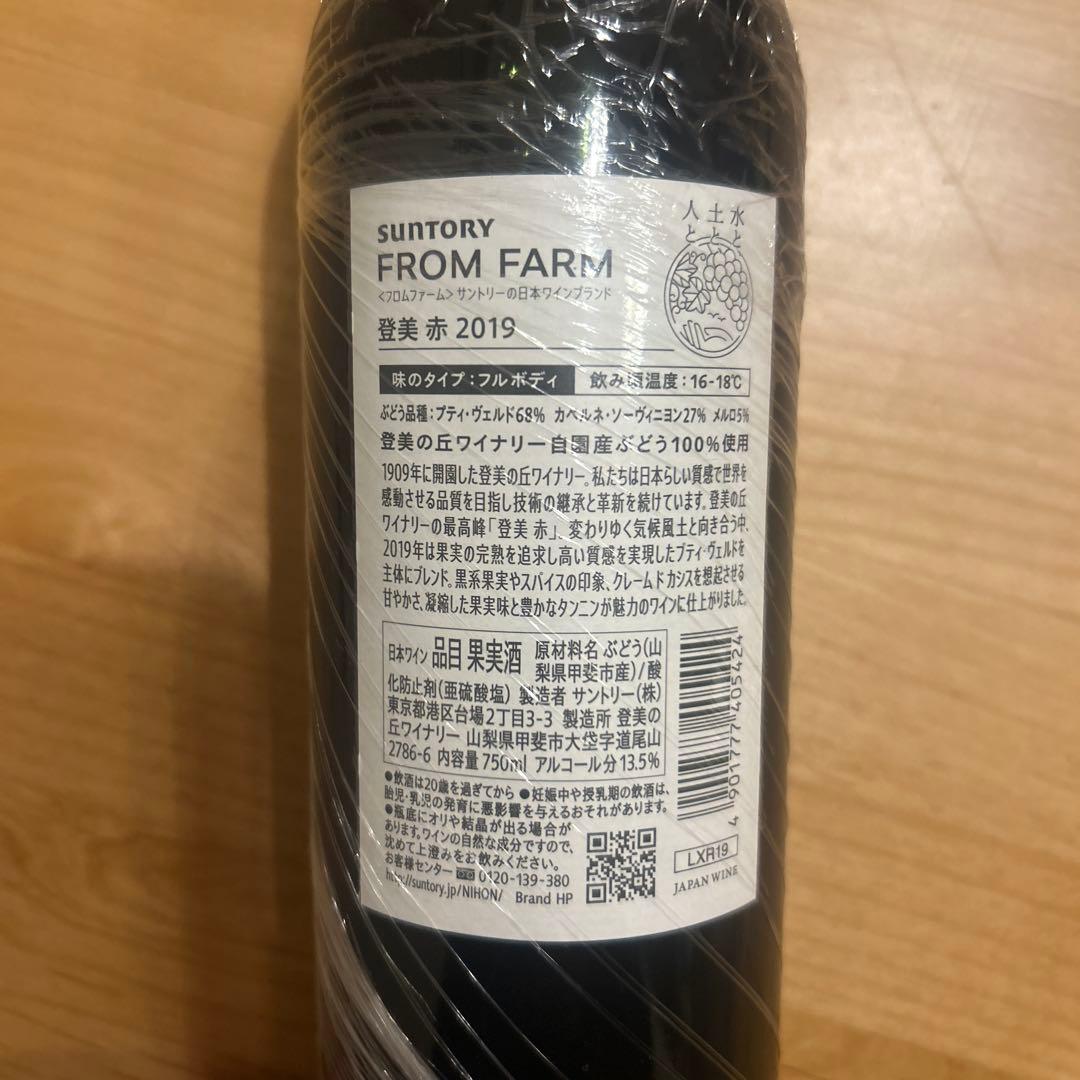 SUNTORY
FROM FARM
<フロムファーム>サントリーの日本ワインブランド
水と
土と
人と
登美 赤 2019
味のタイプ:フルボディ 飲み頃温度:16-18℃
ぶどう品種:プティ・ヴェルド68% カベルネ・ソーヴィニヨン27% メルロ5%
登美の丘ワイナリー自園産ぶどう100%使用
1909年に開園した登美の丘ワイナリー。私たちは日本らしい質感で世界を
感動させる品質を目指し技術の継承と革新を続けています。登美の丘
ワイナリーの最高峰「登美 赤」。変わりゆく気候風土と向き合う中、
2019年は果実の完熟を追求し高い質感を実現したプティ・ヴェルドを
主体にブレンド。黒系果実やスパイスの印象、クレームドカシスを想起させる
甘やかさ、凝縮した果実味と豊かなタンニンが魅力のワインに仕上がりました。
日本ワイン 品目 果実酒 原材料名 ぶどう(山
梨県甲斐市産)/酸
化防止剤(亜硫酸塩) 製造者 サントリー(株)
東京都港区台場2丁目3-3 製造所 登美の
丘ワイナリー 山梨県甲斐市大垈字道尾山
2786-6 内容量 750ml アルコール分 13.5%
●飲酒は20歳を過ぎてから ●妊娠中や授乳期の飲酒は、
胎児・乳児の発育に悪影響を与えるおそれがあります。
●瓶底にオリや結晶が出る場合が
あります。ワインの自然な成分ですので、
沈めて上澄みをお飲みください。
お客様センター 0120-139-380
http://suntory.jp/NIHON/ Brand HP
4 901777 405424
LXR19
JAPAN WINE